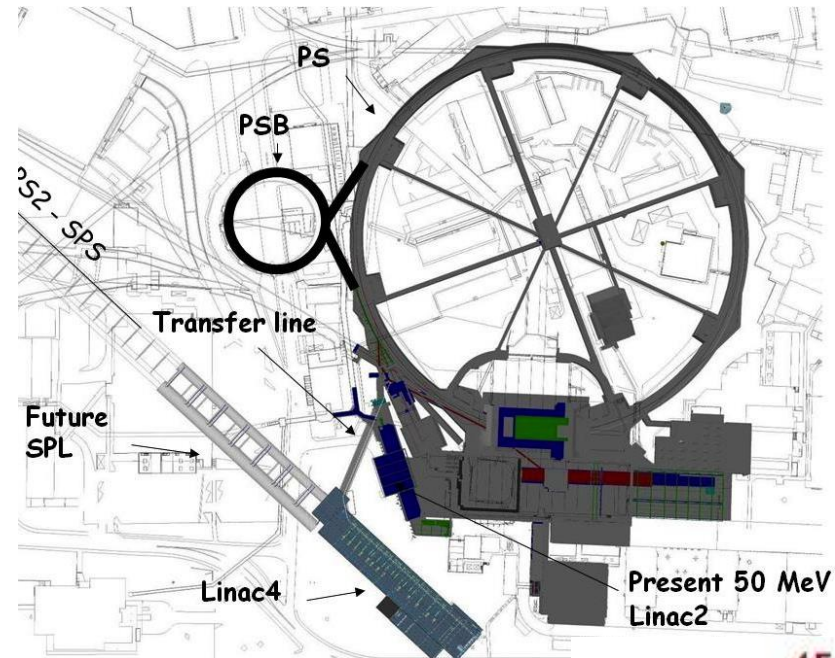 PS
PSB
PS2 - SPS
Transfer line
Future
SPL
Linac4
Present 50 MeV
Linac2